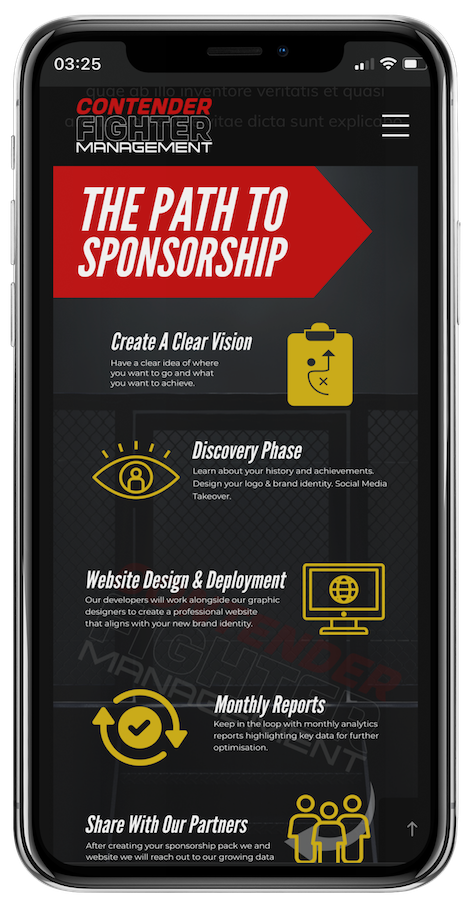 03:25
quae ab illo inventore veritatis et quasi
itae dicta sunt explicabo
CONTENDER
FIGHTER
MANAGEMENT
THE PATH TO
SPONSORSHIP
Create A Clear Vision
Have a clear idea of where
you want to go and what
you want to achieve.
Discovery Phase
Learn about your history and achievements.
Design your logo & brand identity. Social Media
Takeover.
Website Design & Deployment
Our developers will work alongside our graphic
designers to create a professional website
that aligns with your new brand identity.
CONTENDER
FIGHTER
MANAGEMENT
Monthly Reports
Keep in the loop with monthly analytics
reports highlighting key data for further
optimisation.
Share With Our Partners
After creating your sponsorship pack we and
website we will reach out to our growing data